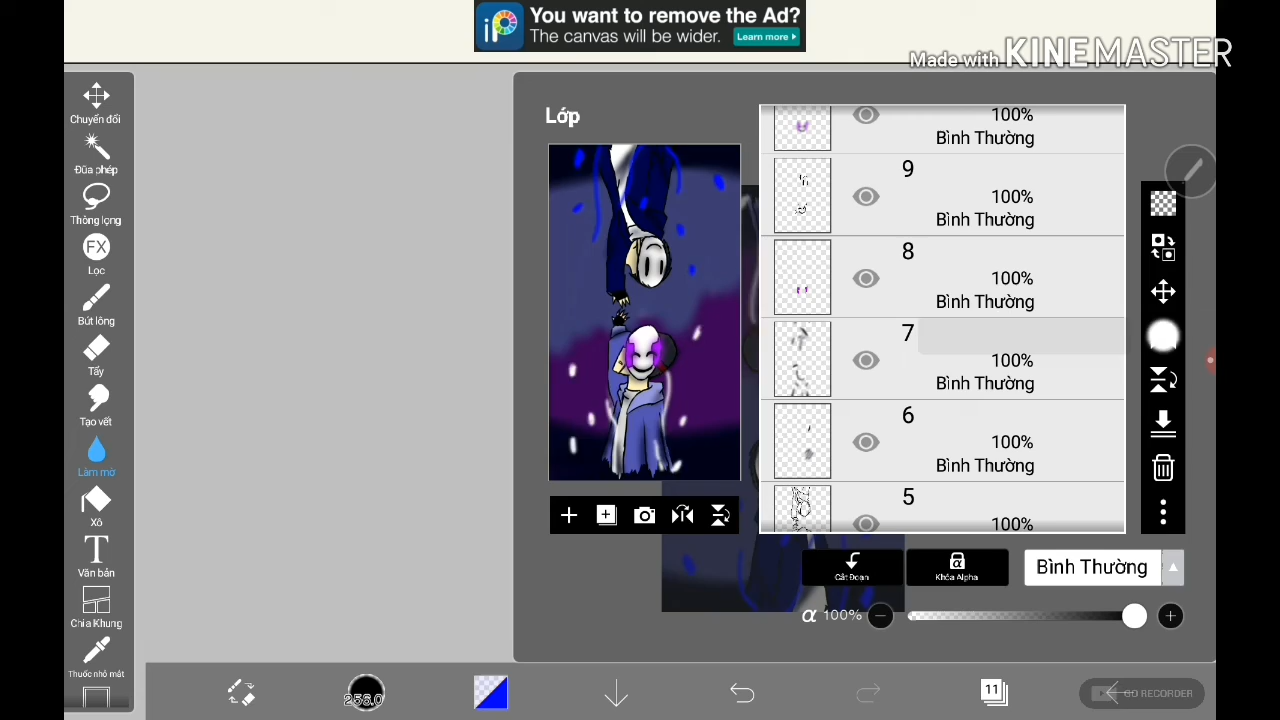 You want to remove the Ad?
The canvas will be wider.
Learn more
Made with KINEMASTER
Chuyển đổi
Đũa phép
Thòng lọng
FX
Lọc
Bút lông
Tẩy
Tạo vết
Làm mờ
Xô
T
Văn bản
Chia Khung
Thuốc nhỏ mắt
Lớp
100%
Bình Thường
9
100%
Bình Thường
8
100%
Bình Thường
7
100%
Bình Thường
6
100%
Bình Thường
5
100%
Cắt Đoạn
Khóa Alpha
Bình Thường
α 100%
258.0
11
GO RECORDER